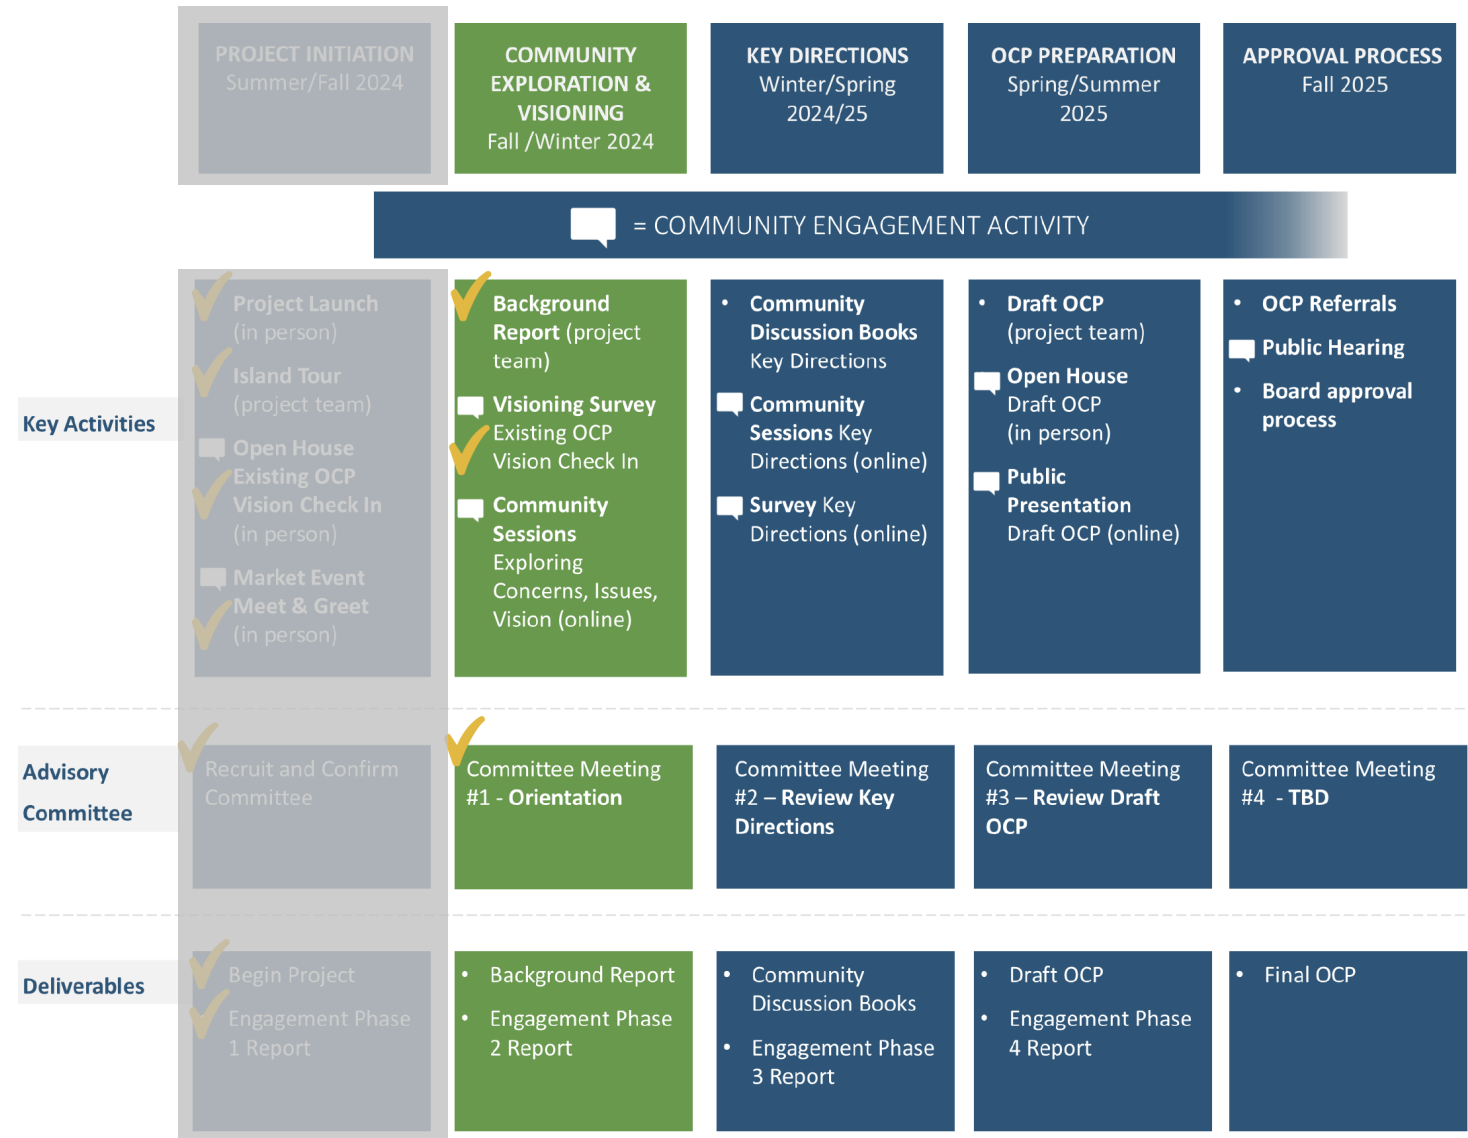 PROJECT INITIATION
Summer/Fall 2024
COMMUNITY
EXPLORATION &
VISIONING
Fall /Winter 2024
KEY DIRECTIONS
Winter/Spring
2024/25
OCP PREPARATION
Spring/Summer
2025
APPROVAL PROCESS
Fall 2025
= COMMUNITY ENGAGEMENT ACTIVITY
Key Activities
Project Launch
(in person)
Island Tour
(project team)
Open House
Existing OCP
Vision Check In
(in person)
Market Event
Meet & Greet
(in person)
Background
Report (project
team)
Visioning Survey
Existing OCP
Vision Check In
Community
Sessions
Exploring
Concerns, Issues,
Vision (online)
• Community
Discussion Books
Key Directions
Community
Sessions Key
Directions (online)
Survey Key
Directions (online)
• Draft OCP
(project team)
Open House
Draft OCP
(in person)
Public
Presentation
Draft OCP (online)
• OCP Referrals
Public Hearing
• Board approval
process
Advisory
Committee
Recruit and Confirm
Committee
Committee Meeting
#1 - Orientation
Committee Meeting
#2 – Review Key
Directions
Committee Meeting
#3 – Review Draft
OCP
Committee Meeting
#4 - TBD
Deliverables
Begin Project
Engagement Phase
1 Report
• Background Report
• Engagement Phase
2 Report
• Community
Discussion Books
• Engagement Phase
3 Report
• Draft OCP
• Engagement Phase
4 Report
• Final OCP